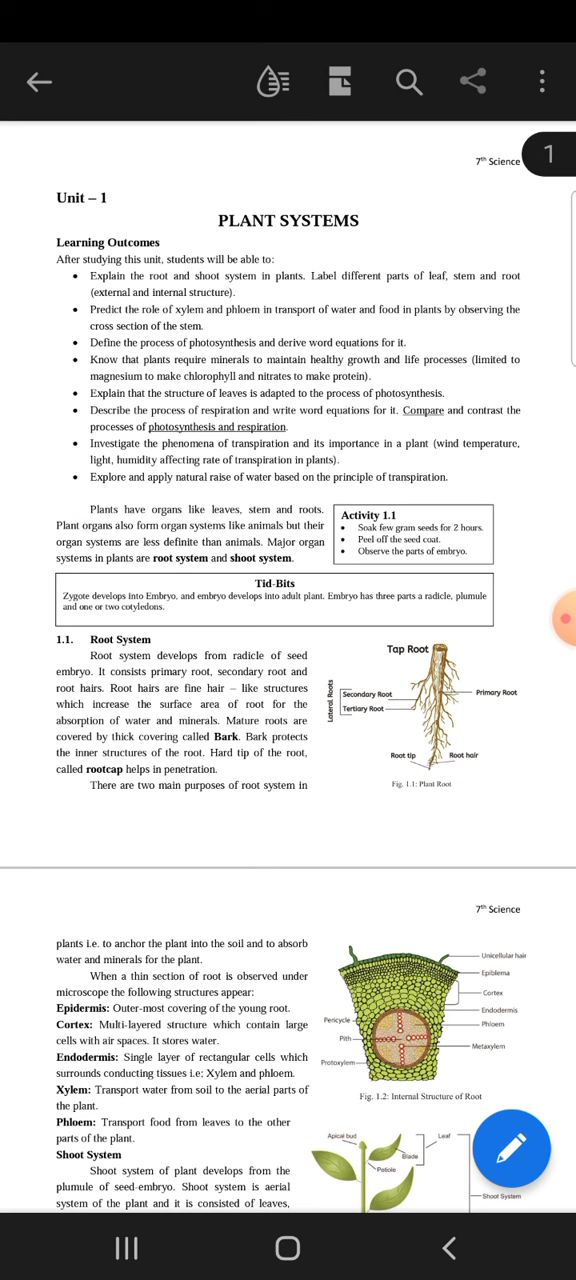 1
7th Science
Unit – 1
PLANT SYSTEMS
Learning Outcomes
After studying this unit, students will be able to:
• Explain the root and shoot system in plants. Label different parts of leaf, stem and root
(external and internal structure).
• Predict the role of xylem and phloem in transport of water and food in plants by observing the
cross section of the stem.
• Define the process of photosynthesis and derive word equations for it.
• Know that plants require minerals to maintain healthy growth and life processes (limited to
magnesium to make chlorophyll and nitrates to make protein).
• Explain that the structure of leaves is adapted to the process of photosynthesis.
• Describe the process of respiration and write word equations for it. Compare and contrast the
processes of photosynthesis and respiration.
• Investigate the phenomena of transpiration and its importance in a plant (wind temperature,
light, humidity affecting rate of transpiration in plants).
• Explore and apply natural raise of water based on the principle of transpiration.
Plants have organs like leaves, stem and roots.
Plant organs also form organ systems like animals but their
organ systems are less definite than animals. Major organ
systems in plants are root system and shoot system.
Activity 1.1
• Soak few gram seeds for 2 hours.
• Peel off the seed coat.
• Observe the parts of embryo.
Tid-Bits
Zygote develops into Embryo, and embryo develops into adult plant. Embryo has three parts a radicle, plumule
and one or two cotyledons.
1.1. Root System
Root system develops from radicle of seed
embryo. It consists primary root, secondary root and
root hairs. Root hairs are fine hair – like structures
which increase the surface area of root for the
absorption of water and minerals. Mature roots are
covered by thick covering called Bark. Bark protects
the inner structures of the root. Hard tip of the root,
called rootcap helps in penetration.
There are two main purposes of root system in
Tap Root
Lateral Roots
Secondary Root
Tertiary Root
Primary Root
Root tip
Root hair
Fig. 1.1: Plant Root
7th Science
plants i.e. to anchor the plant into the soil and to absorb
water and minerals for the plant.
When a thin section of root is observed under
microscope the following structures appear:
Epidermis: Outer-most covering of the young root.
Cortex: Multi-layered structure which contain large
cells with air spaces. It stores water.
Endodermis: Single layer of rectangular cells which
surrounds conducting tissues i.e; Xylem and phloem.
Xylem: Transport water from soil to the aerial parts of
the plant.
Phloem: Transport food from leaves to the other
parts of the plant.
Shoot System
Shoot system of plant develops from the
plumule of seed-embryo. Shoot system is aerial
system of the plant and it is consisted of leaves,
Unicellular hair
Epiblema
Cortex
Endodermis
Phloem
Metaxylem
Pericycle
Pith
Protoxylem
Fig. 1.2: Internal Structure of Root
Apical bud
Leaf
Blade
Petiole
Shoot System